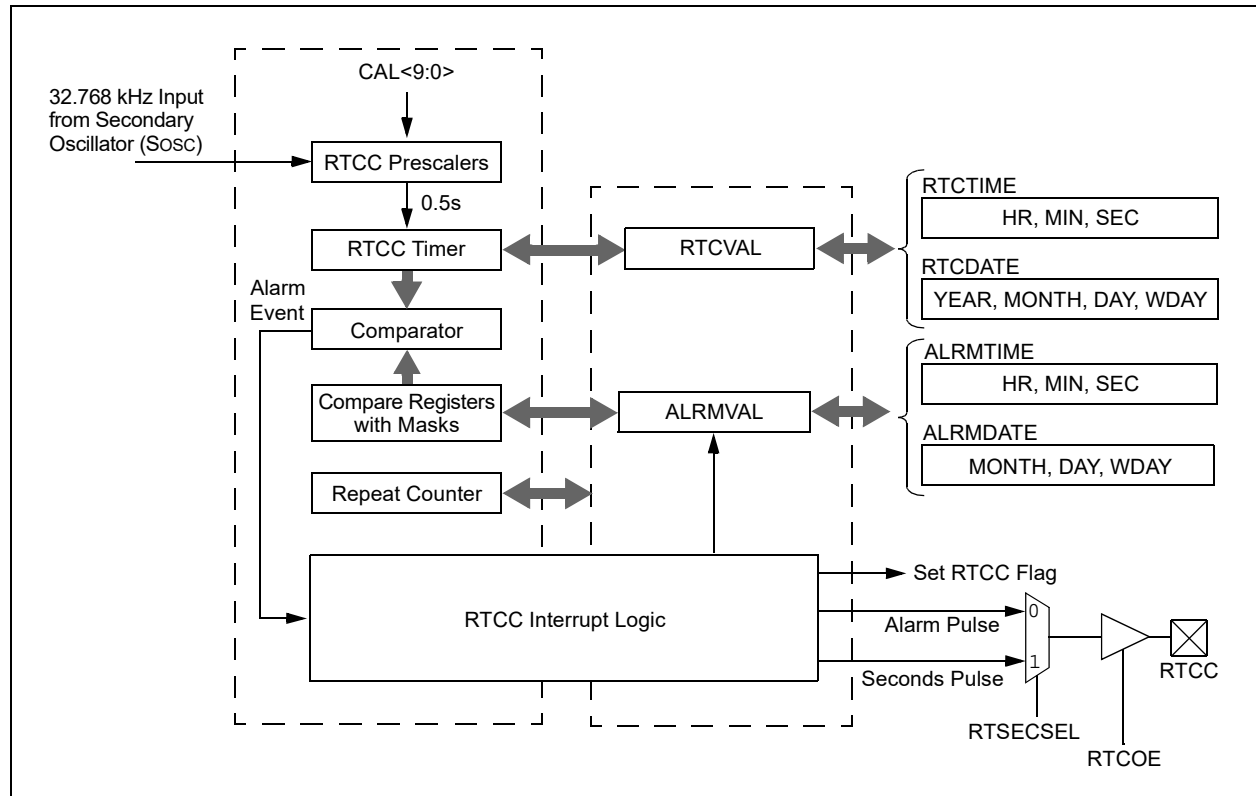 CAL<9:0>
32.768 kHz Input
from Secondary
Oscillator (SOSC)
RTCC Prescalers
0.5s
RTCC Timer
RTCVAL
RTCTIME
HR, MIN, SEC
RTCDATE
YEAR, MONTH, DAY, WDAY
Alarm
Event
Comparator
Compare Registers
with Masks
ALRMVAL
ALRMTIME
HR, MIN, SEC
ALRMDATE
MONTH, DAY, WDAY
Repeat Counter
RTCC Interrupt Logic
Set RTCC Flag
Alarm Pulse
0
Seconds Pulse
1
RTCC
RTSECSEL
RTCOE